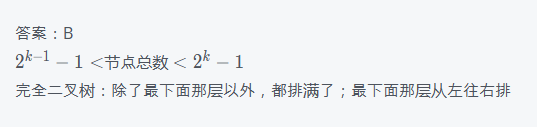 答案：B
$2^{k-1} - 1$ <节点总数 < $2^k - 1$
完全二叉树：除了最下面那层以外，都排满了；最下面那层从左往右排